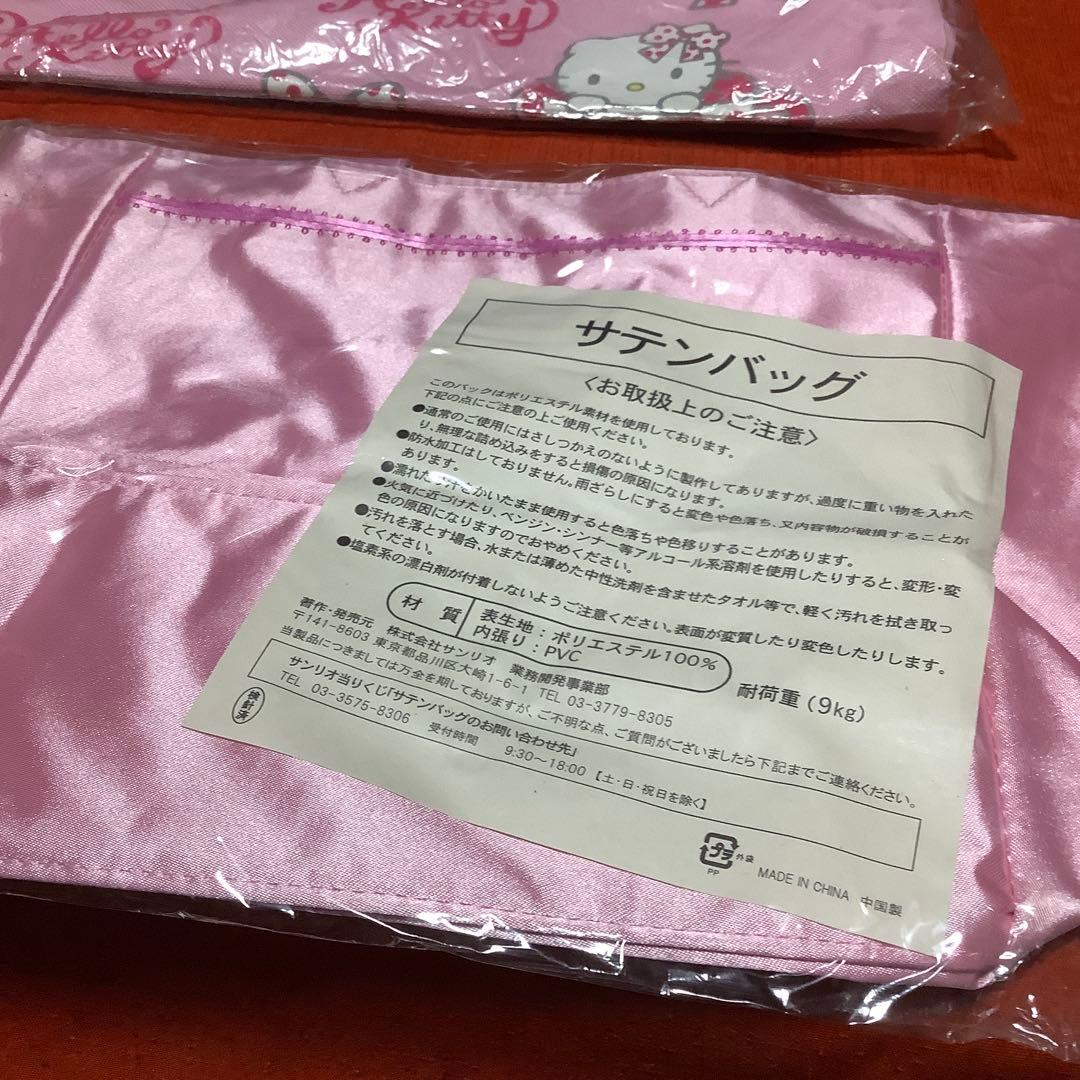 Hello Kitty
Hello Kitty
サテンバッグ
〈お取扱上のご注意〉
このバックはポリエステル素材を使用しております。
下記の点にご注意の上ご使用ください。
●通常のご使用にはさしつかえのないように製作してありますが、過度に重い物を入れた
り、無理な詰め込みをすると損傷の原因になります。
●防水加工はしておりません。雨ざらしにすると変色や色落ち、又内容物が破損することが
あります。
●濡れた かいたまま使用すると色落ちや色移りすることがあります。
●火気に近づけたり、ベンジン・シンナー等アルコール系溶剤を使用したりすると、変形・変
色の原因になりますのでおやめください。
●汚れを落とす場合、水または薄めた中性洗剤を含ませたタオル等で、軽く汚れを拭き取っ
てください。
●塩素系の漂白剤が付着しないようご注意ください。表面が変質したり変色したりします。
材質 表生地：ポリエステル100%
内張り：PVC
耐荷重（9kg）
著作・発売元 株式会社サンリオ 業務開発事業部
〒141-8603 東京都品川区大崎1-6-1 TEL 03-3779-8305
当製品につきましては万全を期しておりますが、ご不明な点、ご質問がございましたら下記までご連絡ください。
サンリオ当りくじ「サテンバッグのお問い合わせ先」
TEL 03-3575-8306 受付時間 9:30〜18:00 【土・日・祝日を除く】
検針済
プラ 外袋
PP
MADE IN CHINA 中国製